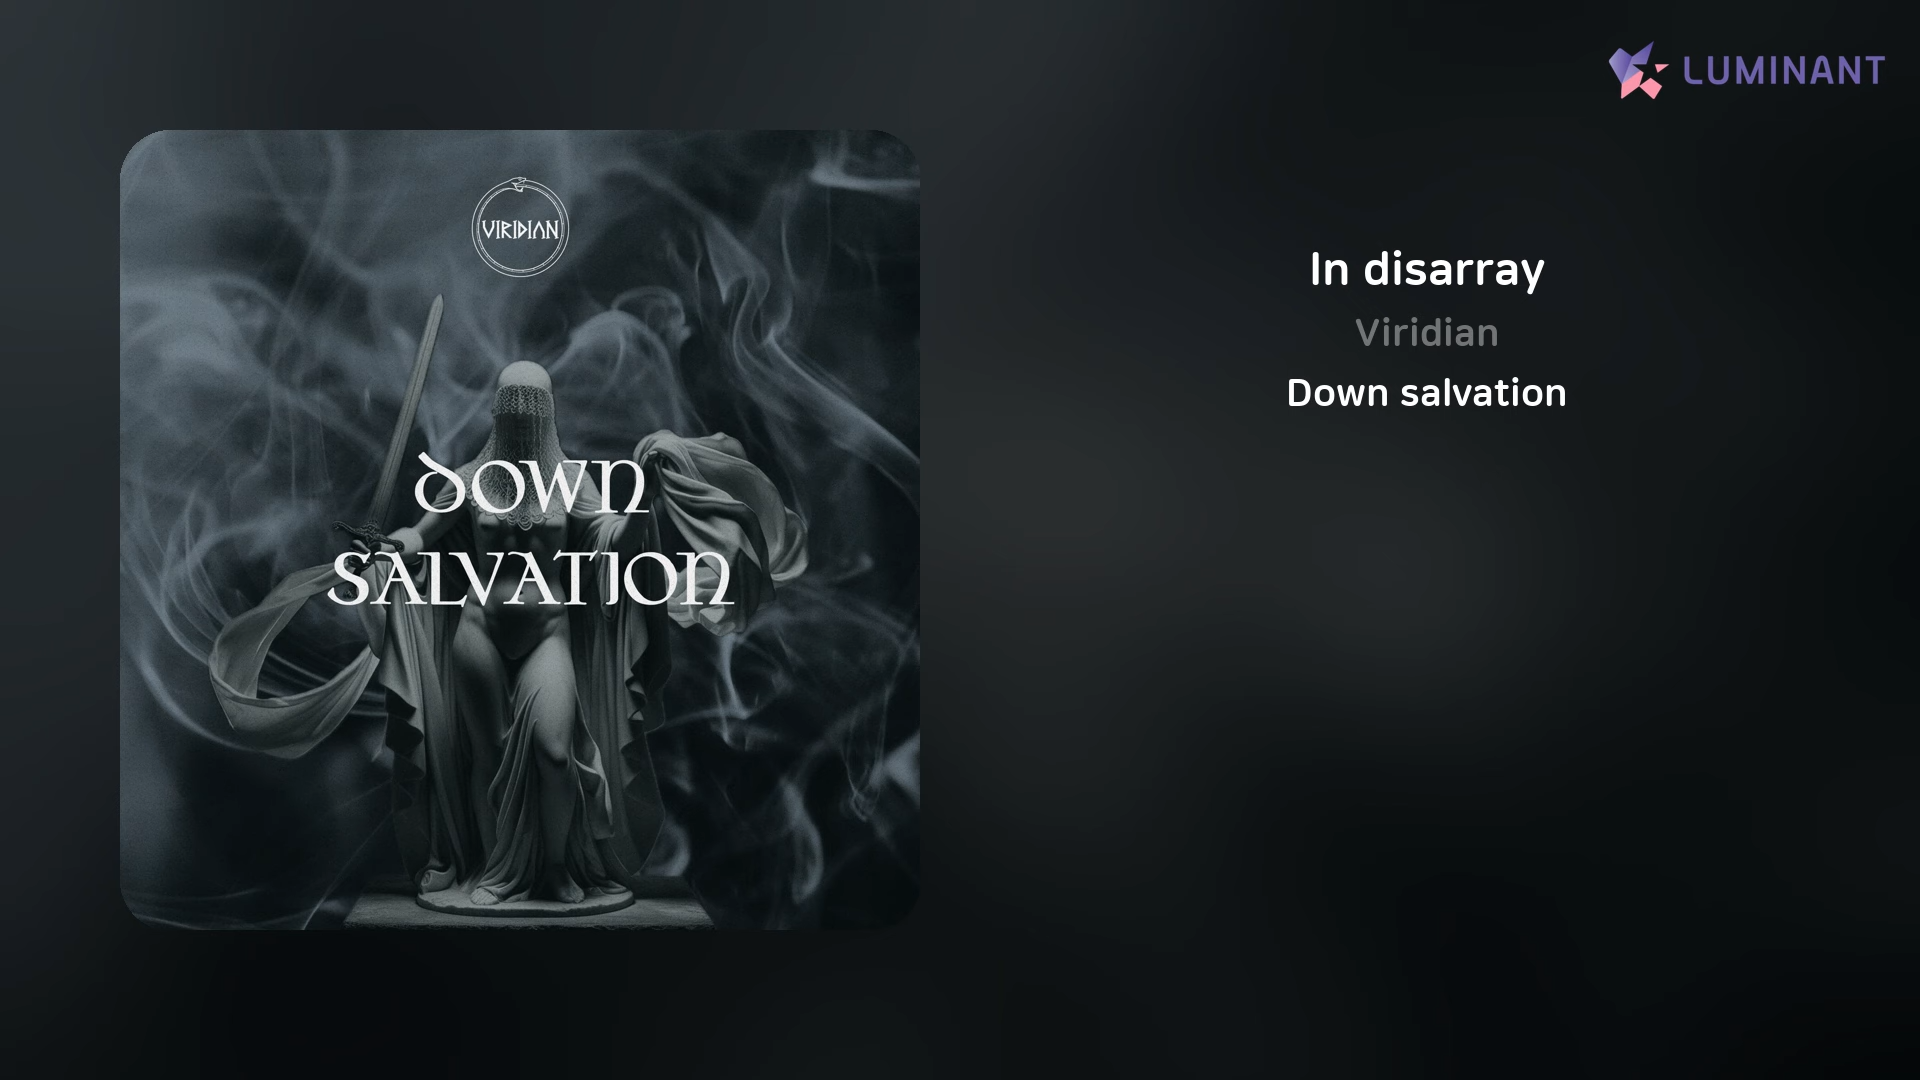 LUMINANT
VIRIDIAN
DOWN
SALVATION
In disarray
Viridian
Down salvation